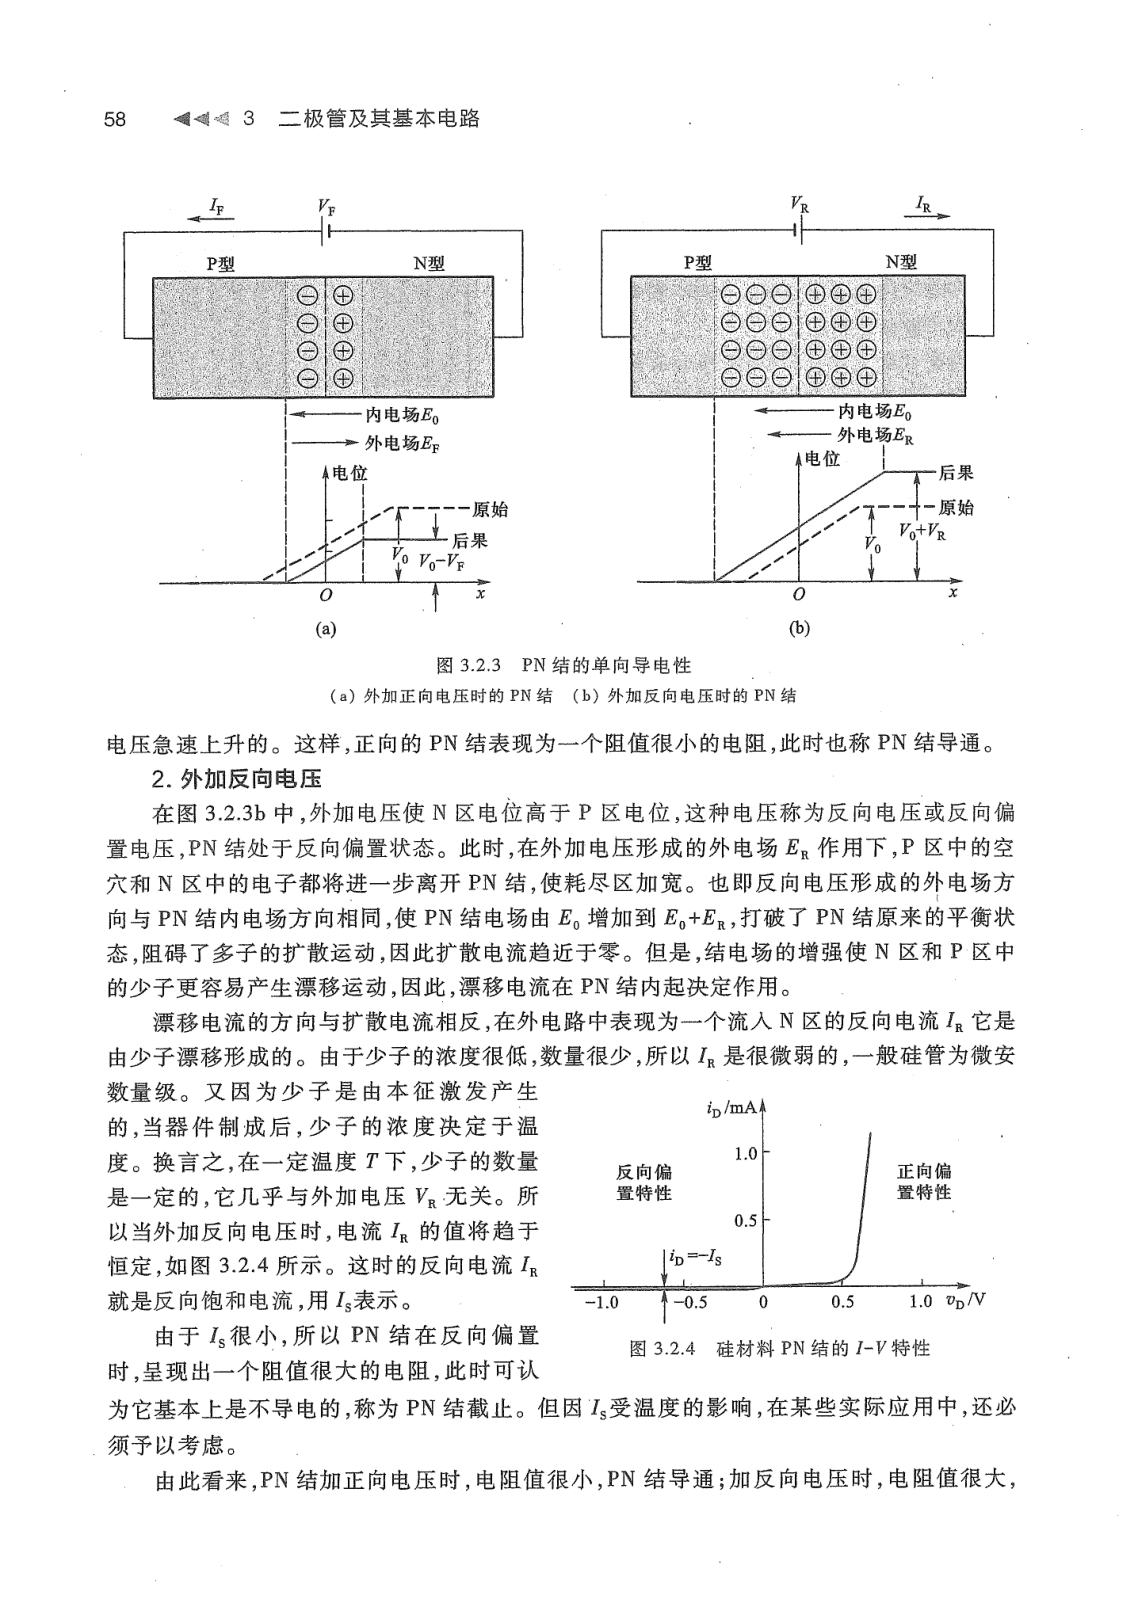 58 3 二极管及其基本电路
I_F V_F
P型 N型
内电场E₀
外电场E_F
电位
原始
后果
V₀ V₀-V_F
O x
(a)
V_R I_R
P型 N型
内电场E₀
外电场E_R
电位
后果
原始
V₀ V₀+V_R
O x
(b)
图 3.2.3 PN 结的单向导电性
(a) 外加正向电压时的 PN 结 (b) 外加反向电压时的 PN 结
电压急速上升的。这样,正向的 PN 结表现为一个阻值很小的电阻,此时也称 PN 结导通。
2. 外加反向电压
在图 3.2.3b 中,外加电压使 N 区电位高于 P 区电位,这种电压称为反向电压或反向偏
置电压,PN 结处于反向偏置状态。此时,在外加电压形成的外电场 E_R 作用下,P 区中的空
穴和 N 区中的电子都将进一步离开 PN 结,使耗尽区加宽。也即反向电压形成的外电场方
向与 PN 结内电场方向相同,使 PN 结电场由 E₀ 增加到 E₀+E_R,打破了 PN 结原来的平衡状
态,阻碍了多子的扩散运动,因此扩散电流趋近于零。但是,结电场的增强使 N 区和 P 区中
的少子更容易产生漂移运动,因此,漂移电流在 PN 结内起决定作用。
漂移电流的方向与扩散电流相反,在外电路中表现为一个流入 N 区的反向电流 I_R 它是
由少子漂移形成的。由于少子的浓度很低,数量很少,所以 I_R 是很微弱的,一般硅管为微安
数量级。又因为少子是由本征激发产生
的,当器件制成后,少子的浓度决定于温
度。换言之,在一定温度 T 下,少子的数量
是一定的,它几乎与外加电压 V_R 无关。所
以当外加反向电压时,电流 I_R 的值将趋于
恒定,如图 3.2.4 所示。这时的反向电流 I_R
就是反向饱和电流,用 I_S表示。
由于 I_S很小,所以 PN 结在反向偏置
时,呈现出一个阻值很大的电阻,此时可认
i_D/mA
1.0
反向偏
置特性
正向偏
置特性
0.5
i_D=-I_S
-1.0 -0.5 0 0.5 1.0 v_D/V
图 3.2.4 硅材料 PN 结的 I-V 特性
为它基本上是不导电的,称为 PN 结截止。但因 I_S受温度的影响,在某些实际应用中,还必
须予以考虑。
由此看来,PN 结加正向电压时,电阻值很小,PN 结导通;加反向电压时,电阻值很大,